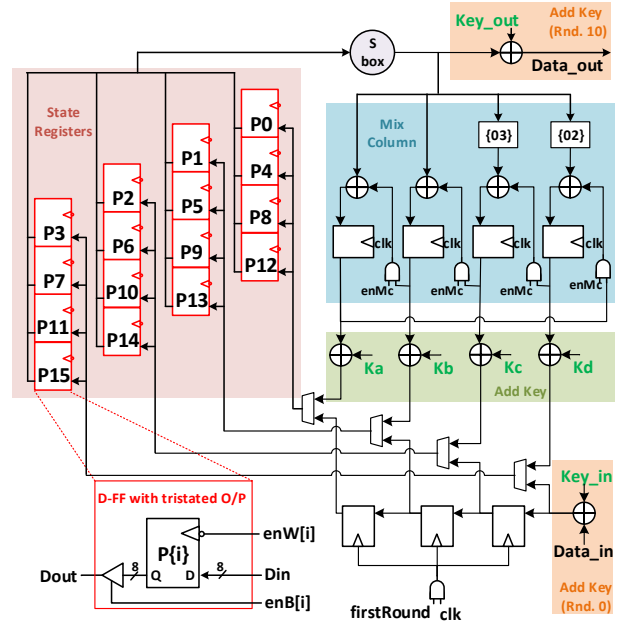 Key_out
Add Key
(Rnd. 10)
S
box
Data_out
State
Registers
Mix
Column
P0
P4
P8
P12
P1
P5
P9
P13
P2
P6
P10
P14
P3
P7
P11
P15
{03}
{02}
clk
clk
clk
clk
enMc
enMc
enMc
enMc
Ka
Kb
Kc
Kd
Add Key
D-FF with tristated O/P
P{i}
enW[i]
Dout
8
Q
D
8
Din
enB[i]
Key_in
Data_in
Add Key
(Rnd. 0)
firstRound
clk